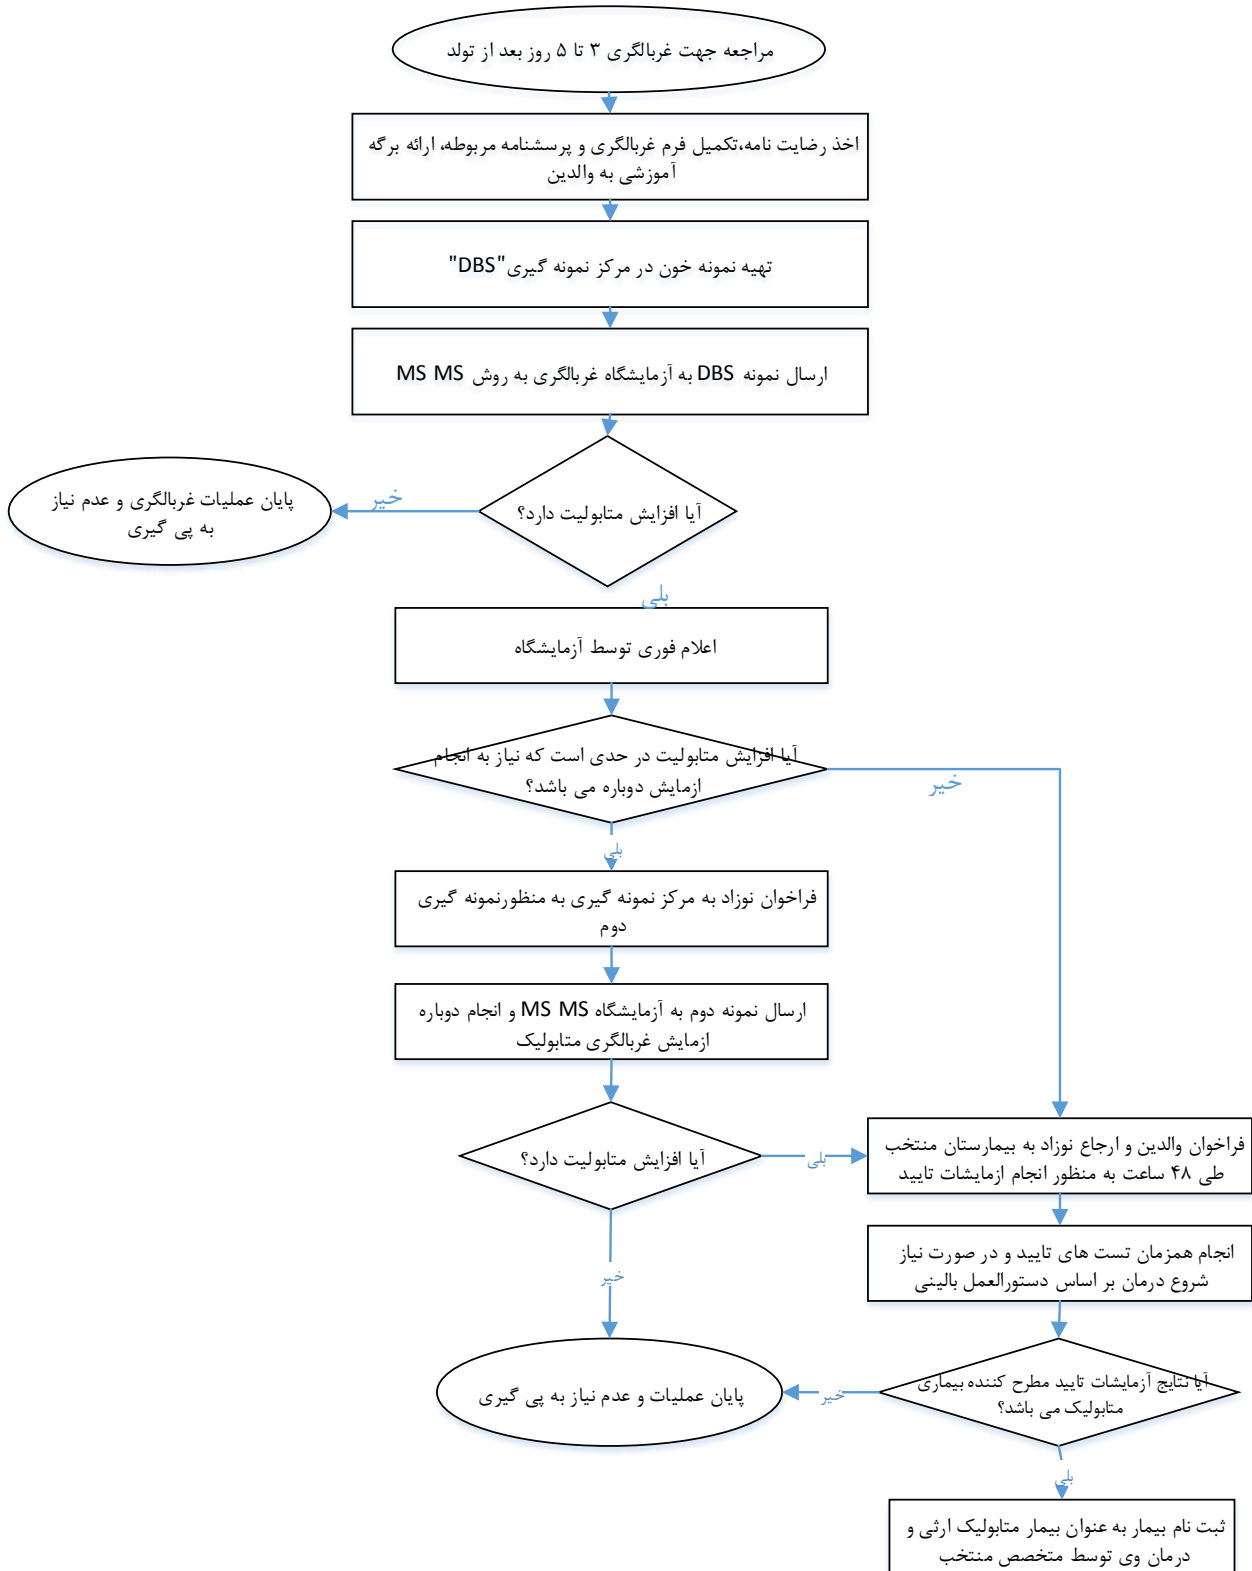 مراجعه جهت غربالگری ۳ تا ۵ روز بعد از تولد
اخذ رضایت نامه،تکمیل فرم غربالگری و پرسشنامه مربوطه، ارائه برگه
آموزشی به والدین
تهیه نمونه خون در مرکز نمونه گیری"DBS"
ارسال نمونه DBS به آزمایشگاه غربالگری به روش MS MS
آیا افزایش متابولیت دارد؟
خیر
پایان عملیات غربالگری و عدم نیاز
به پی گیری
بلی
اعلام فوری توسط آزمایشگاه
آیا افزایش متابولیت در حدی است که نیاز به انجام
ازمایش دوباره می باشد؟
خیر
بلی
فراخوان نوزاد به مرکز نمونه گیری به منظورنمونه گیری
دوم
ارسال نمونه دوم به آزمایشگاه MS MS و انجام دوباره
ازمایش غربالگری متابولیک
آیا افزایش متابولیت دارد؟
بلی
فراخوان والدین و ارجاع نوزاد به بیمارستان منتخب
طی ۴۸ ساعت به منظور انجام ازمایشات تایید
انجام همزمان تست های تایید و در صورت نیاز
شروع درمان بر اساس دستورالعمل بالینی
خیر
آیا نتایج آزمایشات تایید مطرح کننده بیماری
متابولیک می باشد؟
خیر
پایان عملیات و عدم نیاز به پی گیری
بلی
ثبت نام بیمار به عنوان بیمار متابولیک ارثی و
درمان وی توسط متخصص منتخب